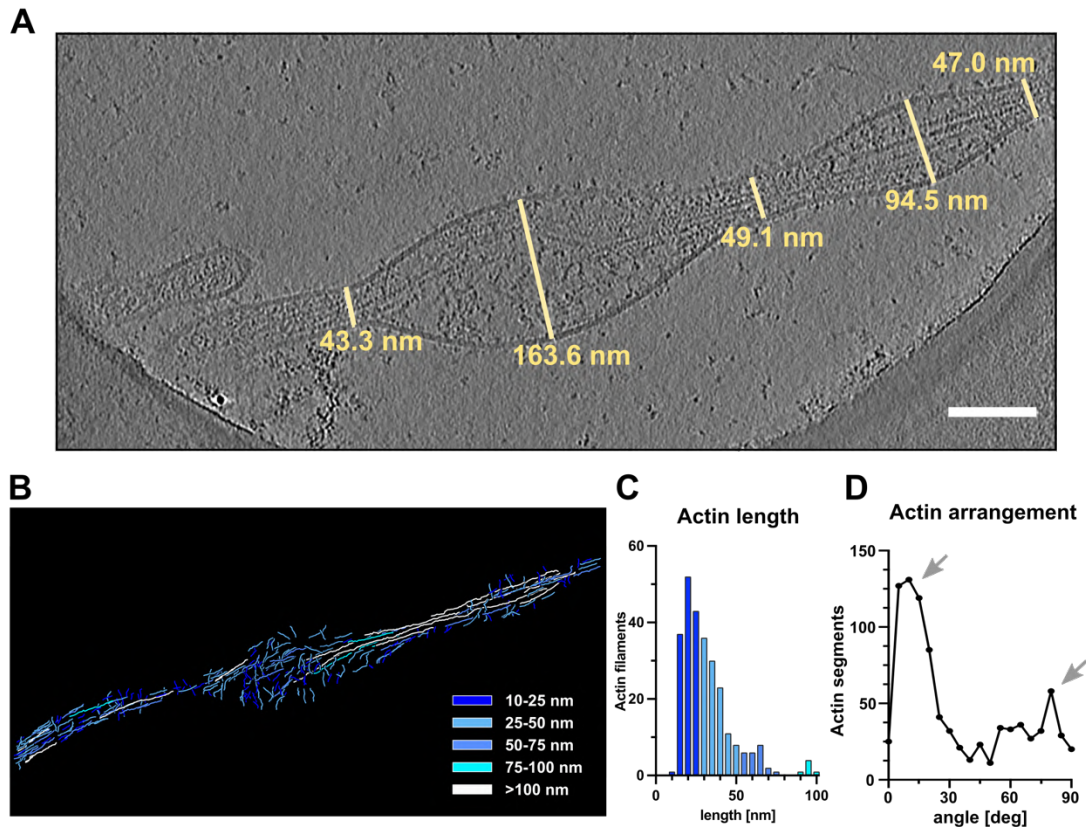 A
47.0 nm
94.5 nm
49.1 nm
43.3 nm
163.6 nm
B
10-25 nm
25-50 nm
50-75 nm
75-100 nm
>100 nm
C
Actin length
60
40
20
0
Actin filaments
0
50
100
length [nm]
D
Actin arrangement
150
100
50
0
Actin segments
0
30
60
90
angle [deg]